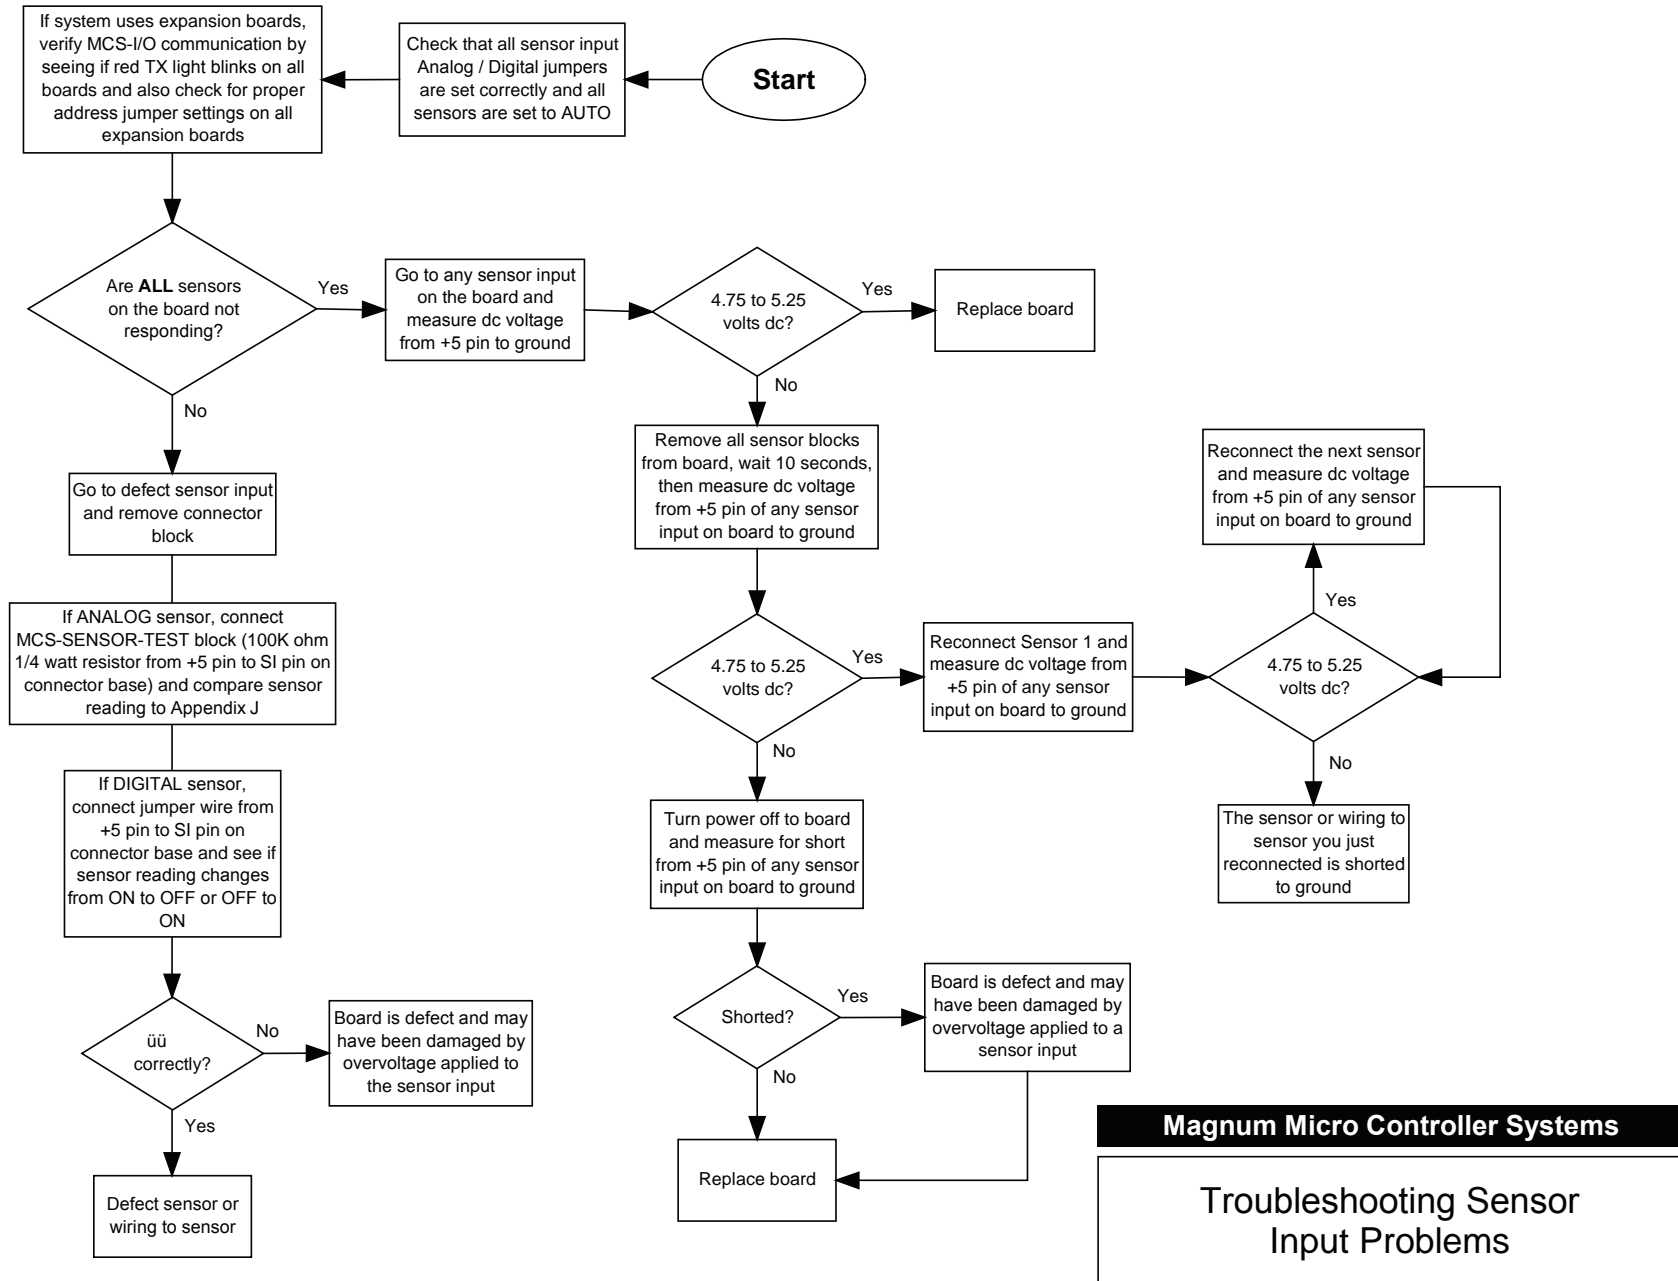 Start
Check that all sensor input
Analog / Digital jumpers
are set correctly and all
sensors are set to AUTO
If system uses expansion boards,
verify MCS-I/O communication by
seeing if red TX light blinks on all
boards and also check for proper
address jumper settings on all
expansion boards
Are ALL sensors
on the board not
responding?
Yes
Go to any sensor input
on the board and
measure dc voltage
from +5 pin to ground
4.75 to 5.25
volts dc?
Yes
Replace board
No
Remove all sensor blocks
from board, wait 10 seconds,
then measure dc voltage
from +5 pin of any sensor
input on board to ground
4.75 to 5.25
volts dc?
Yes
Reconnect Sensor 1 and
measure dc voltage from
+5 pin of any sensor
input on board to ground
4.75 to 5.25
volts dc?
Yes
Reconnect the next sensor
and measure dc voltage
from +5 pin of any sensor
input on board to ground
No
The sensor or wiring to
sensor you just
reconnected is shorted
to ground
No
Turn power off to board
and measure for short
from +5 pin of any sensor
input on board to ground
Shorted?
Yes
Board is defect and may
have been damaged by
overvoltage applied to a
sensor input
No
Replace board
No
Go to defect sensor input
and remove connector
block
If ANALOG sensor, connect
MCS-SENSOR-TEST block (100K ohm
1/4 watt resistor from +5 pin to SI pin on
connector base) and compare sensor
reading to Appendix J
If DIGITAL sensor,
connect jumper wire from
+5 pin to SI pin on
connector base and see if
sensor reading changes
from ON to OFF or OFF to
ON
üü
correctly?
No
Board is defect and may
have been damaged by
overvoltage applied to
the sensor input
Yes
Defect sensor or
wiring to sensor
Magnum Micro Controller Systems
Troubleshooting Sensor
Input Problems